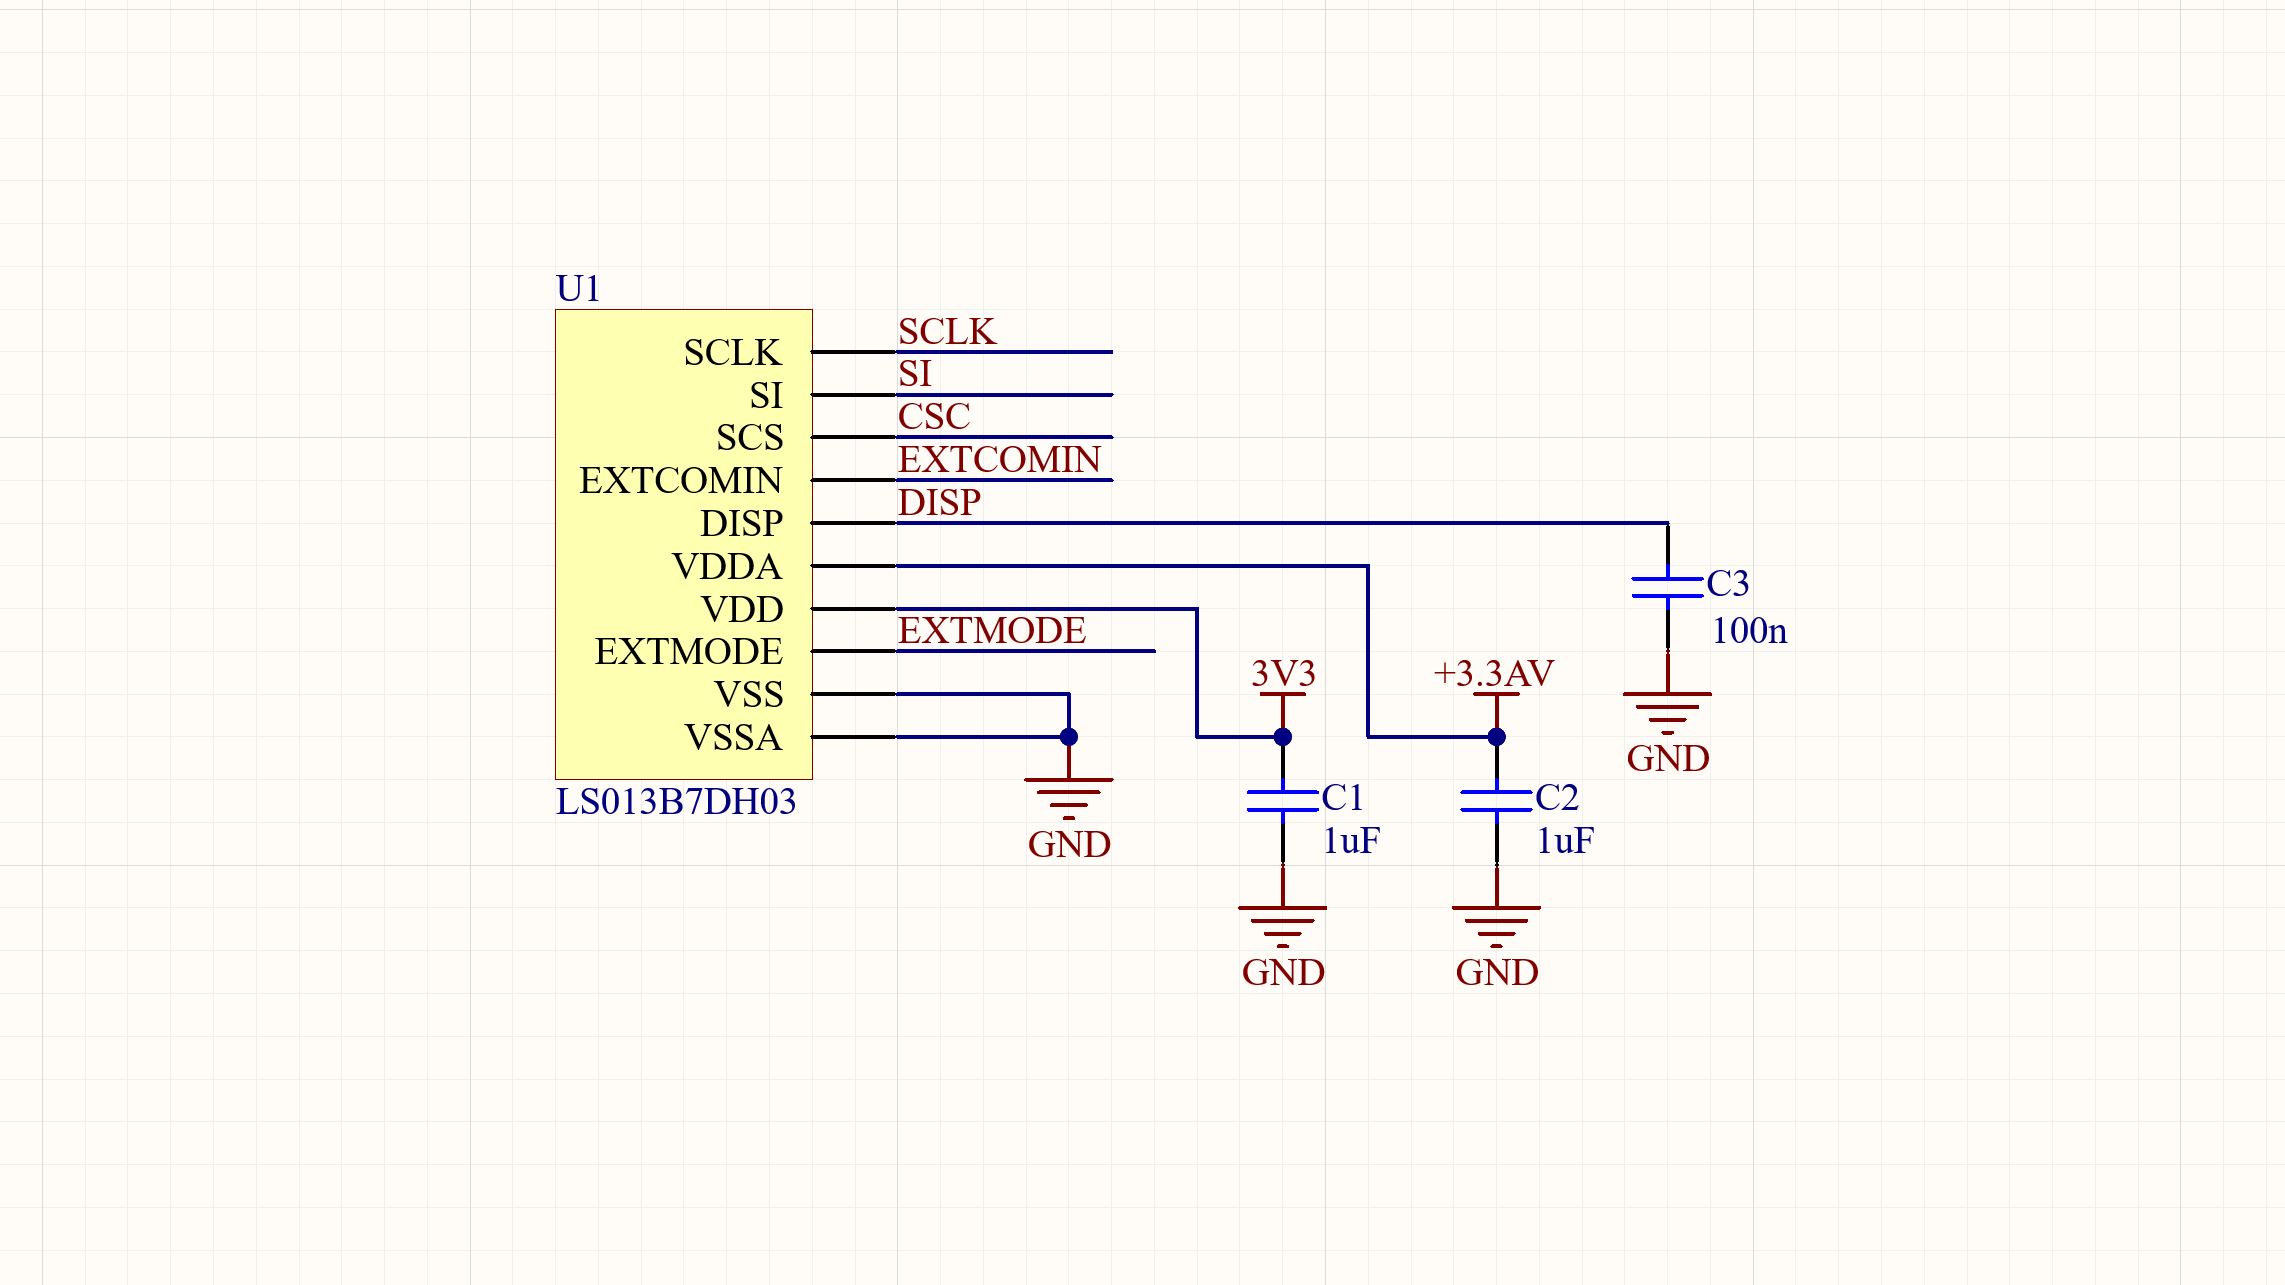 U1
SCLK
SCLK
SI
SI
SCS
CSC
EXTCOMIN
EXTCOMIN
DISP
DISP
VDDA
VDD
EXTMODE
EXTMODE
VSS
VSSA
LS013B7DH03
GND
3V3
C1
1uF
GND
+3.3AV
C2
1uF
GND
C3
100n
GND